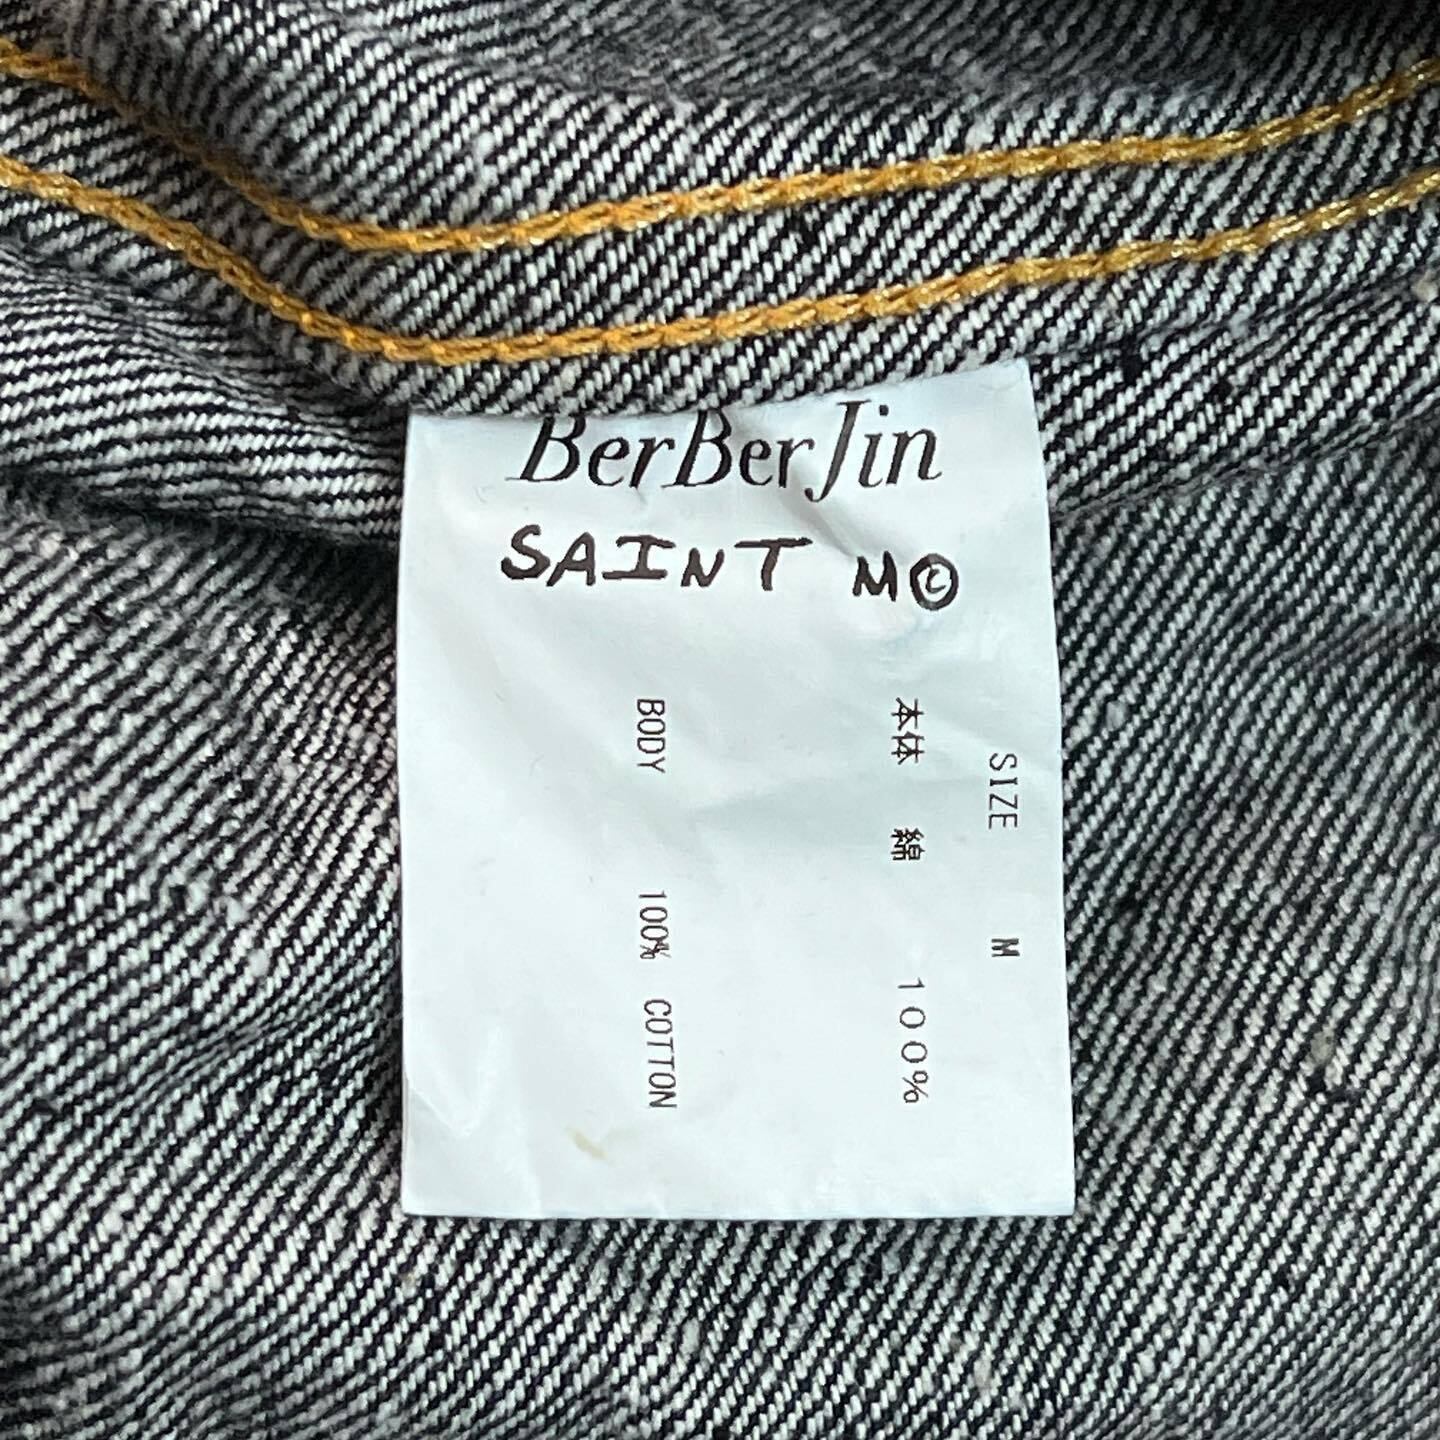 BerBerJin
SAINT M©
SIZE M
本体 綿 100%
BODY 100% COTTON